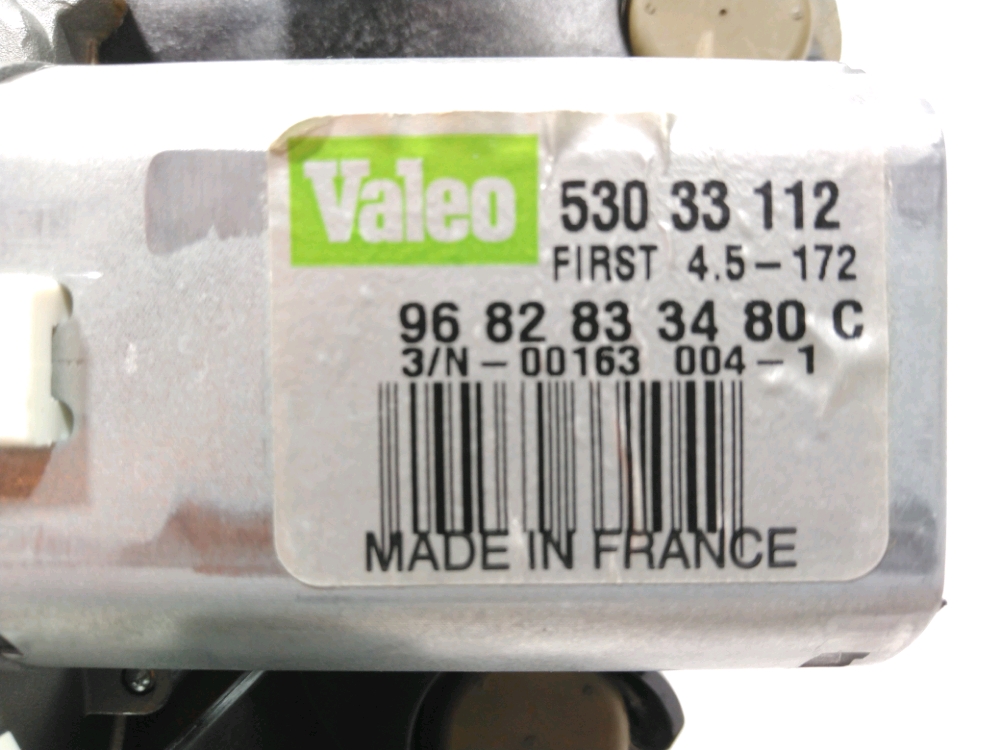 Valeo
530 33 112
FIRST 4.5-172
96 82 83 34 80 C
3/N-00163 004-1
MADE IN FRANCE